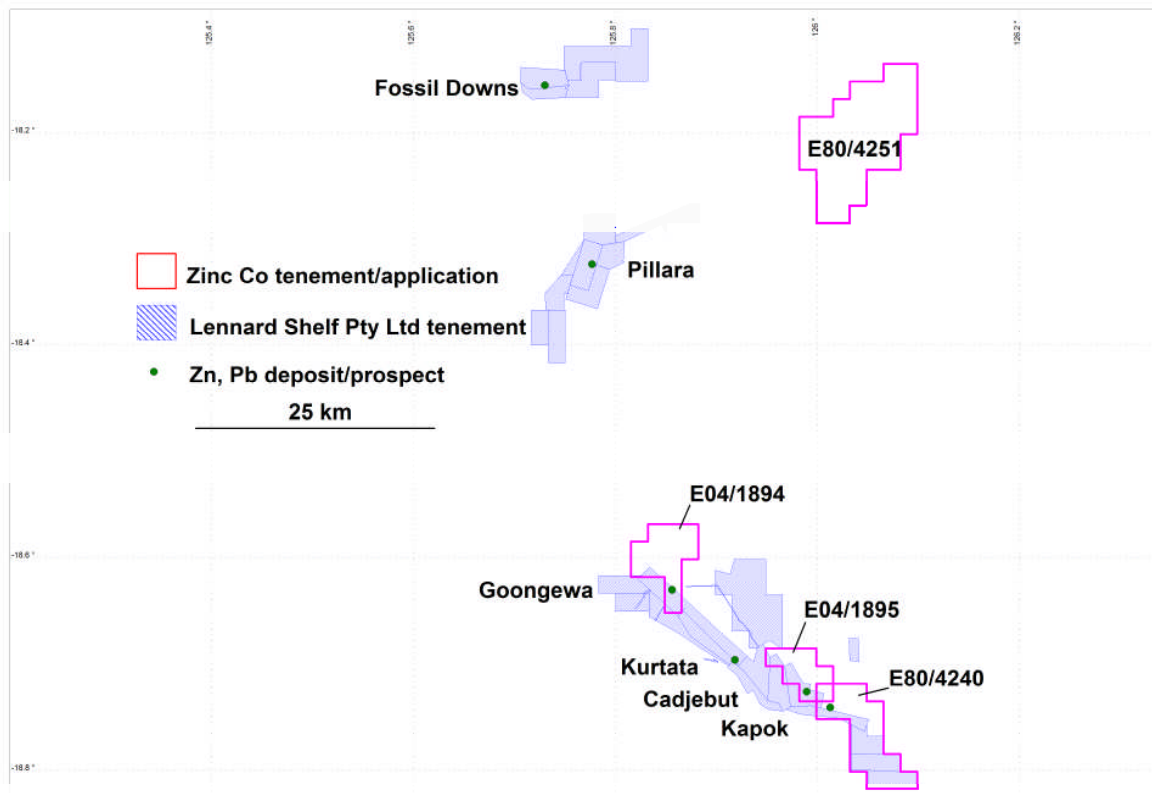 125.4 °
125.6 °
125.8 °
126 °
126.2 °
Fossil Downs
-18.2 °
E80/4251
Pillara
Zinc Co tenement/application
Lennard Shelf Pty Ltd tenement
-18.4 °
Zn, Pb deposit/prospect
25 km
E04/1894
-18.6 °
Goongewa
E04/1895
Kurtata
E80/4240
Cadjebut
Kapok
-18.8 °